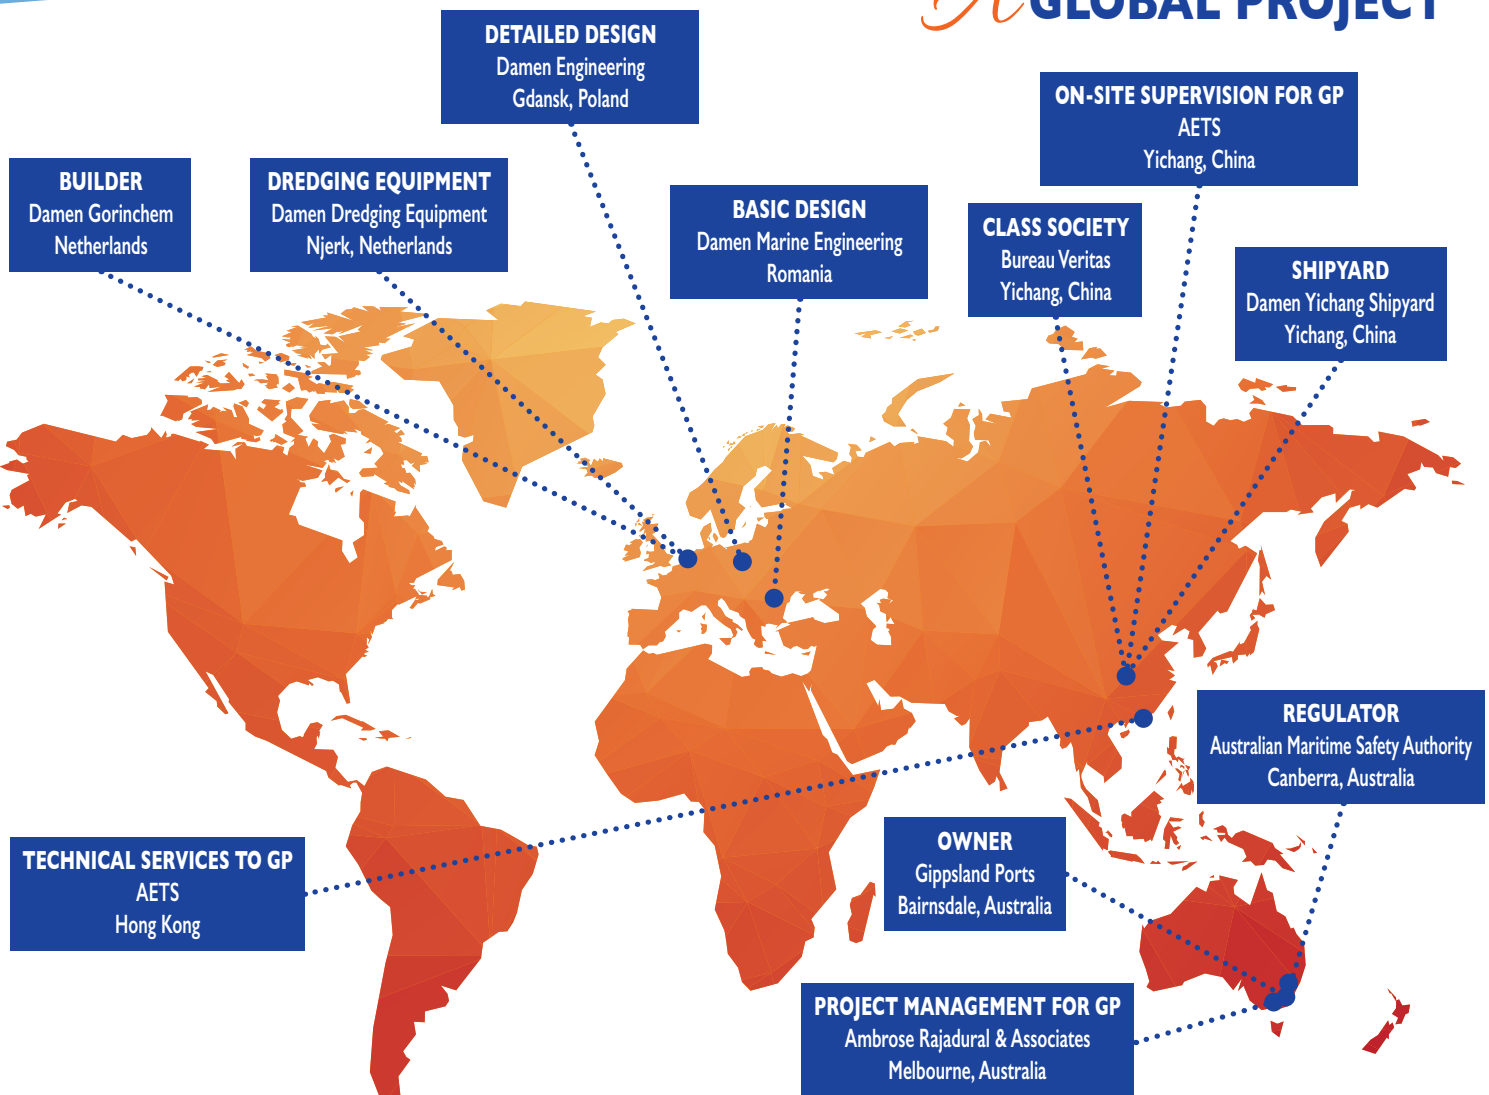 A GLOBAL PROJECT
DETAILED DESIGN
Damen Engineering
Gdansk, Poland
ON-SITE SUPERVISION FOR GP
AETS
Yichang, China
BUILDER
Damen Gorinchem
Netherlands
DREDGING EQUIPMENT
Damen Dredging Equipment
Njerk, Netherlands
BASIC DESIGN
Damen Marine Engineering
Romania
CLASS SOCIETY
Bureau Veritas
Yichang, China
SHIPYARD
Damen Yichang Shipyard
Yichang, China
REGULATOR
Australian Maritime Safety Authority
Canberra, Australia
OWNER
Gippsland Ports
Bairnsdale, Australia
TECHNICAL SERVICES TO GP
AETS
Hong Kong
PROJECT MANAGEMENT FOR GP
Ambrose Rajadural & Associates
Melbourne, Australia